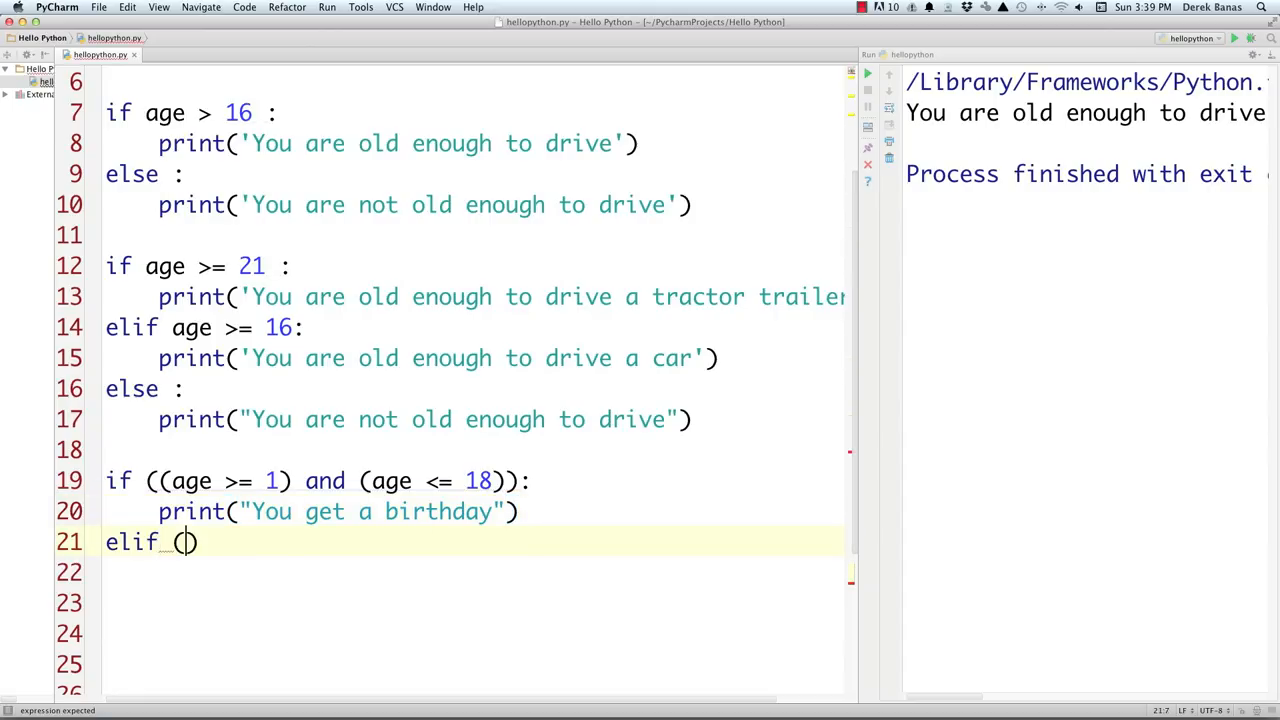 PyCharm File Edit View Navigate Code Refactor Run Tools VCS Window Help 10 8 Sun 3:39 PM Derek Banas
hellopython.py - Hello Python - [~/PycharmProjects/Hello Python]
Hello Python hellopython.py hellopython
hellopython.py Run hellopython
Hello P
hell
Extern
6
7 if age > 16 :
8 print('You are old enough to drive')
9 else :
10 print('You are not old enough to drive')
11
12 if age >= 21 :
13 print('You are old enough to drive a tractor trailer
14 elif age >= 16:
15 print('You are old enough to drive a car')
16 else :
17 print("You are not old enough to drive")
18
19 if ((age >= 1) and (age <= 18)):
20 print("You get a birthday")
21 elif ()
22
23
24
25
26
/Library/Frameworks/Python.
You are old enough to drive
Process finished with exit
expression expected 21:7 LF UTF-8